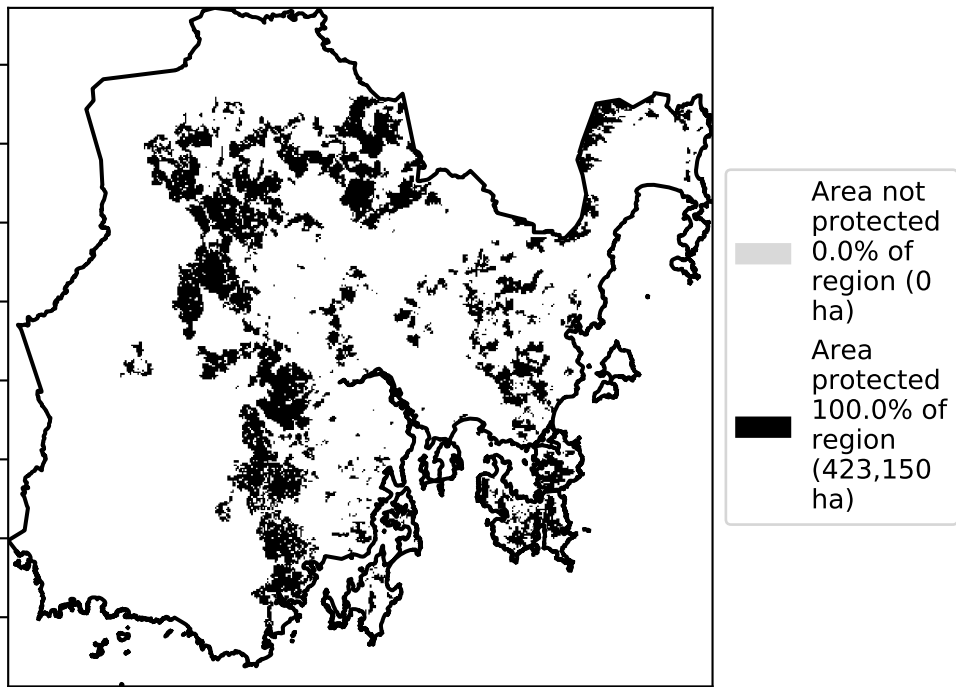 Area not
protected
0.0% of
region (0
ha)
Area
protected
100.0% of
region
(423,150
ha)